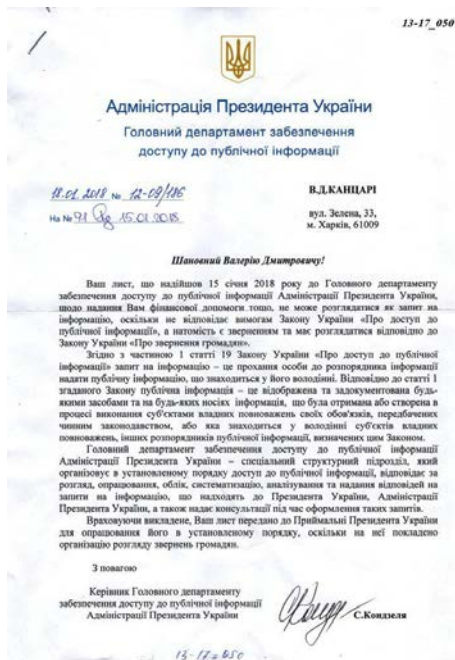 13-17_050
Адміністрація Президента України
Головний департамент забезпечення
доступу до публічної інформації
18.01.2018 № 12-09/186
На № 91 15.01.2018
В.Д.КАНЦАРІ
вул. Зелена, 33,
м. Харків, 61009
Шановний Валерію Дмитровичу!
Ваш лист, що надійшов 15 січня 2018 року до Головного департаменту
забезпечення доступу до публічної інформації Адміністрації Президента України,
щодо надання Вам фінансової допомоги тощо, не може розглядатися як запит на
інформацію, оскільки не відповідає вимогам Закону України «Про доступ до
публічної інформації», а натомість є зверненням та має розглядатися відповідно до
Закону України «Про звернення громадян».
Згідно з частиною 1 статті 19 Закону України «Про доступ до публічної
інформації» запит на інформацію – це прохання особи до розпорядника інформації
надати публічну інформацію, що знаходиться у його володінні. Відповідно до статті 1
згаданого Закону публічна інформація – це відображена та задокументована будь-
якими засобами та на будь-яких носіях інформація, що була отримана або створена в
процесі виконання суб'єктами владних повноважень своїх обов'язків, передбачених
чинним законодавством, або яка знаходиться у володінні суб'єктів владних
повноважень, інших розпорядників публічної інформації, визначених цим Законом.
Головний департамент забезпечення доступу до публічної інформації
Адміністрації Президента України – спеціальний структурний підрозділ, який
організовує в установленому порядку доступ до публічної інформації, відповідає за
розгляд, опрацювання, облік, систематизацію, аналізування та надання відповідей на
запити на інформацію, що надходять до Президента України, Адміністрації
Президента України, а також надає консультації під час оформлення таких запитів.
Враховуючи викладене, Ваш лист передано до Приймальні Президента України
для опрацювання його в установленому порядку, оскільки на неї покладено
організацію розгляду звернень громадян.
З повагою
Керівник Головного департаменту
забезпечення доступу до публічної інформації
Адміністрації Президента України
С.Кондзеля
13-17-050